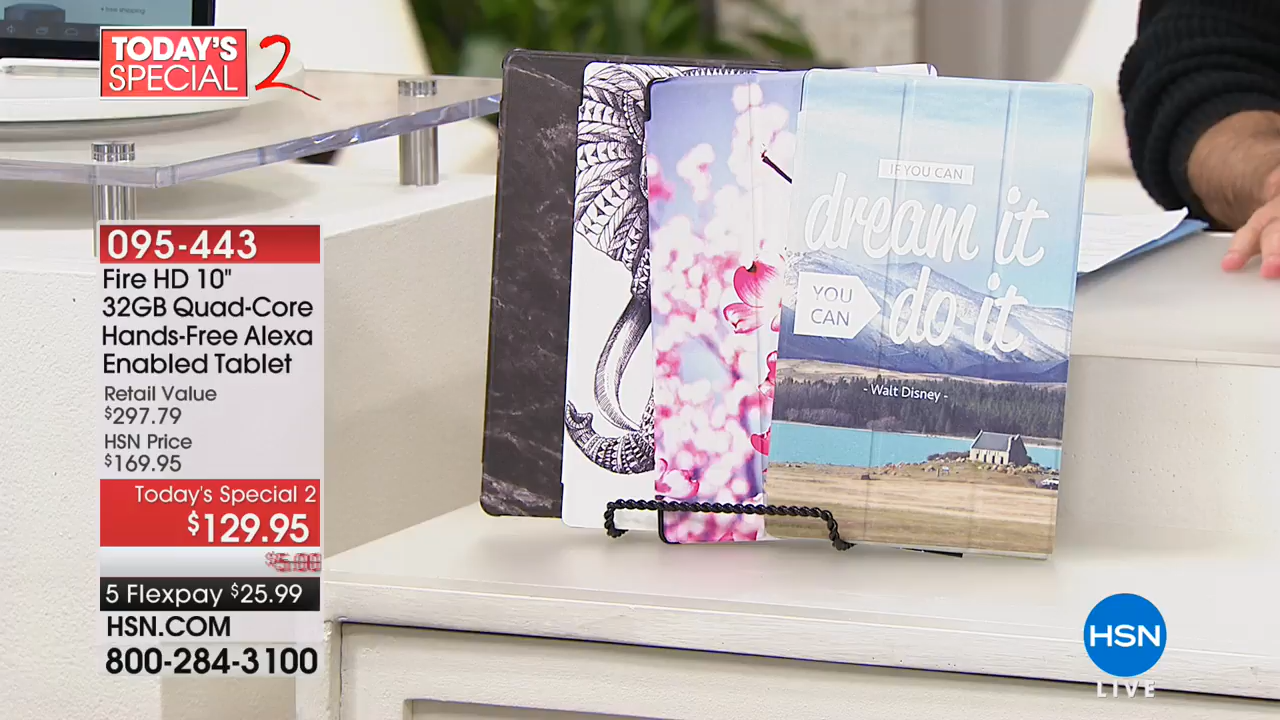 free shipping
TODAY'S
SPECIAL 2
095-443
Fire HD 10"
32GB Quad-Core
Hands-Free Alexa
Enabled Tablet
Retail Value
$297.79
HSN Price
$169.95
Today's Special 2
$129.95
5 Flexpay $25.99
HSN.COM
800-284-3100
IF YOU CAN
dream it
YOU
CAN
do it
- Walt Disney -
HSN
LIVE